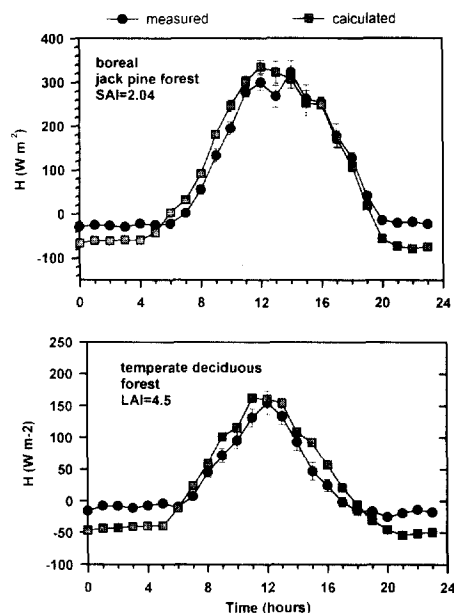 measured
calculated
boreal
jack pine forest
SAI=2.04
H (W m⁻²)
400
300
200
100
0
-100
0
4
8
12
16
20
24
temperate deciduous
forest
LAI=4.5
H (W m-2)
250
200
150
100
50
0
-50
-100
0
4
8
12
16
20
24
Time (hours)